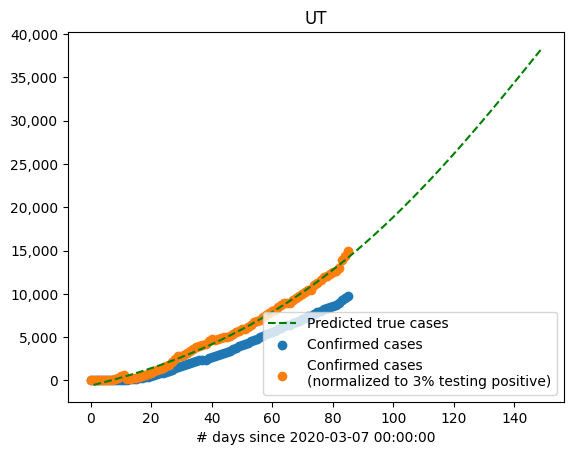 UT
40,000
35,000
30,000
25,000
20,000
15,000
10,000
5,000
0
Predicted true cases
Confirmed cases
Confirmed cases
(normalized to 3% testing positive)
0 20 40 60 80 100 120 140
# days since 2020-03-07 00:00:00